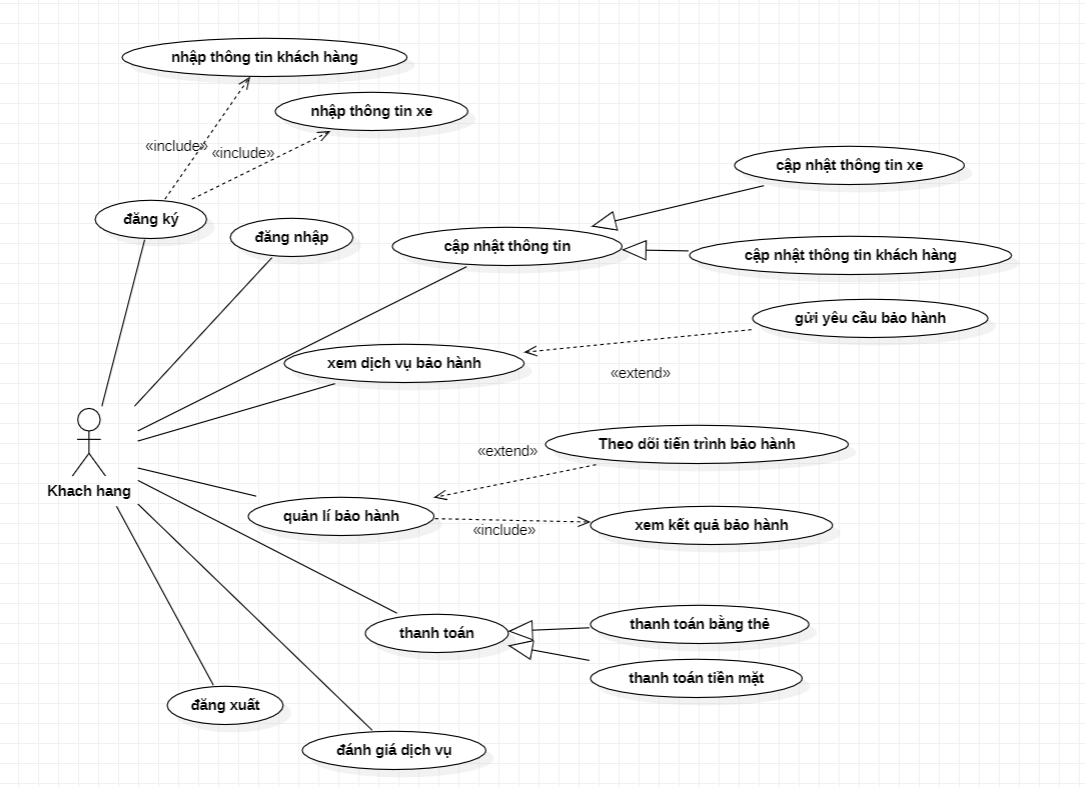 nhập thông tin khách hàng
nhập thông tin xe
«include»
«include»
cập nhật thông tin xe
đăng ký
đăng nhập
cập nhật thông tin
cập nhật thông tin khách hàng
gửi yêu cầu bảo hành
xem dịch vụ bảo hành
«extend»
Theo dõi tiến trình bảo hành
«extend»
Khach hang
quản lí bảo hành
xem kết quả bảo hành
«include»
thanh toán bằng thẻ
thanh toán
thanh toán tiền mặt
đăng xuất
đánh giá dịch vụ